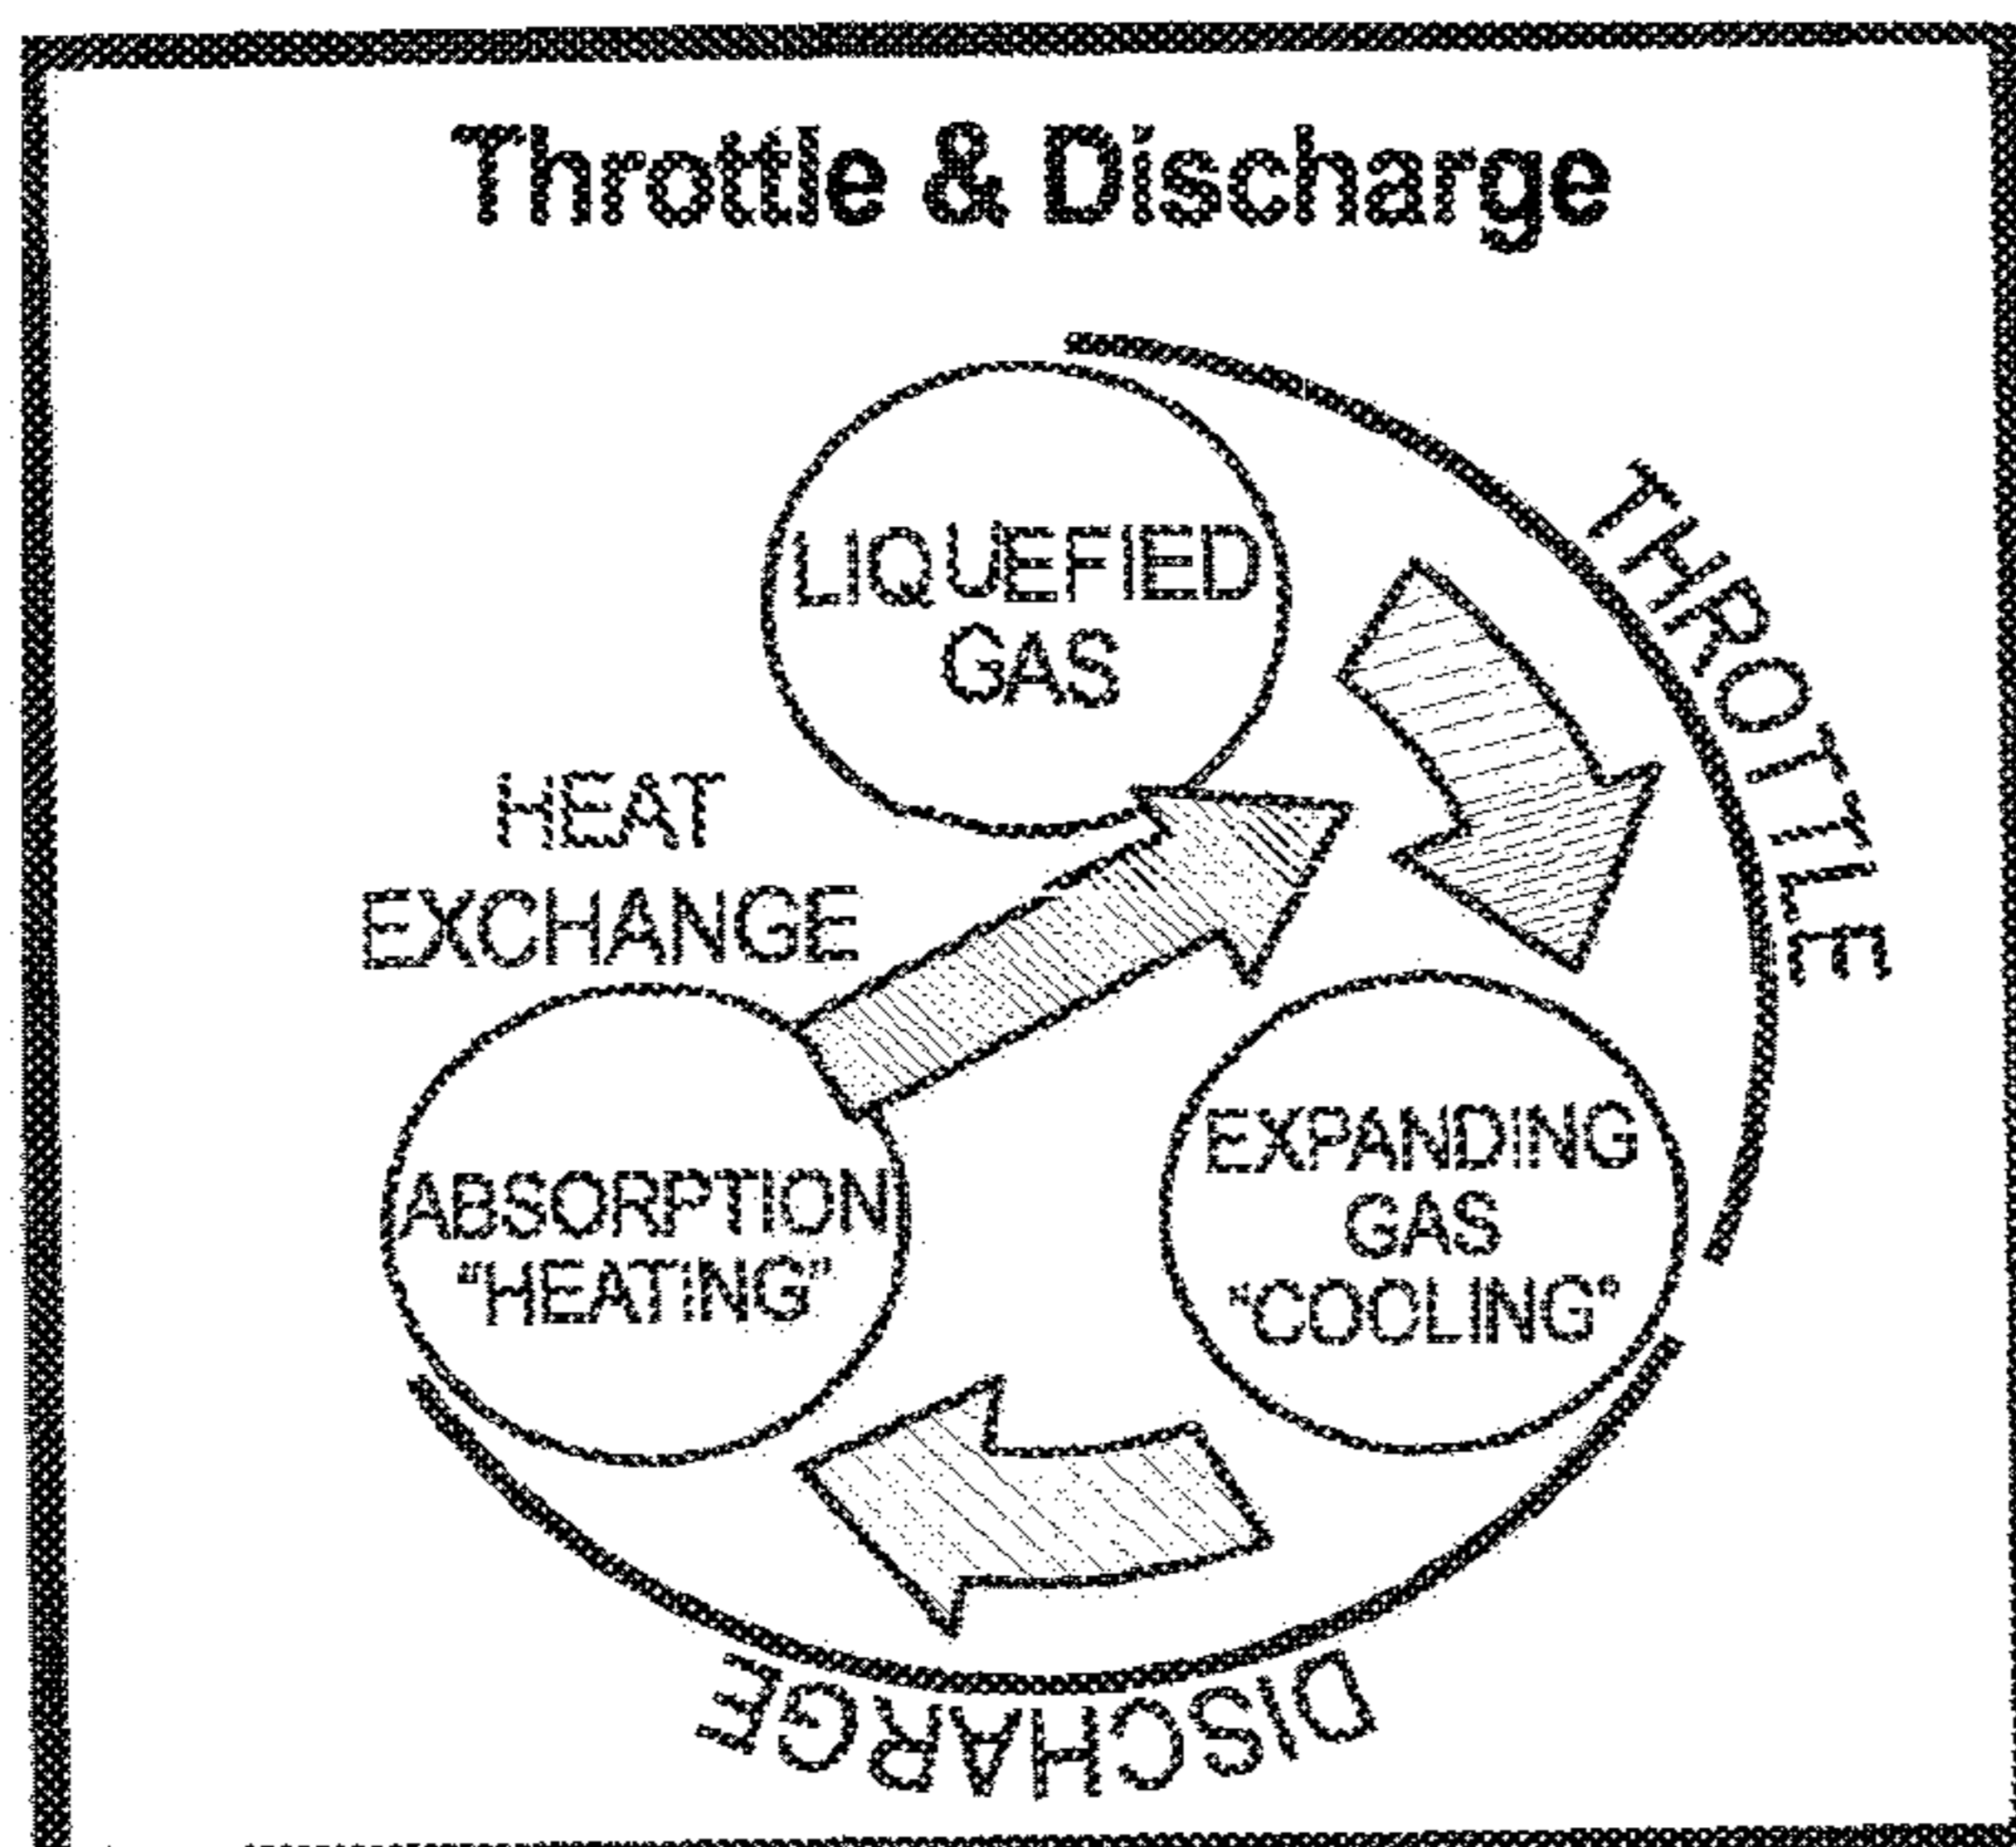 Throttle & Discharge
LIQUEFIED
GAS
THROTTLE
HEAT
EXCHANGE
EXPANDING
GAS
"COOLING"
ABSORPTION
"HEATING"
DISCHARGE